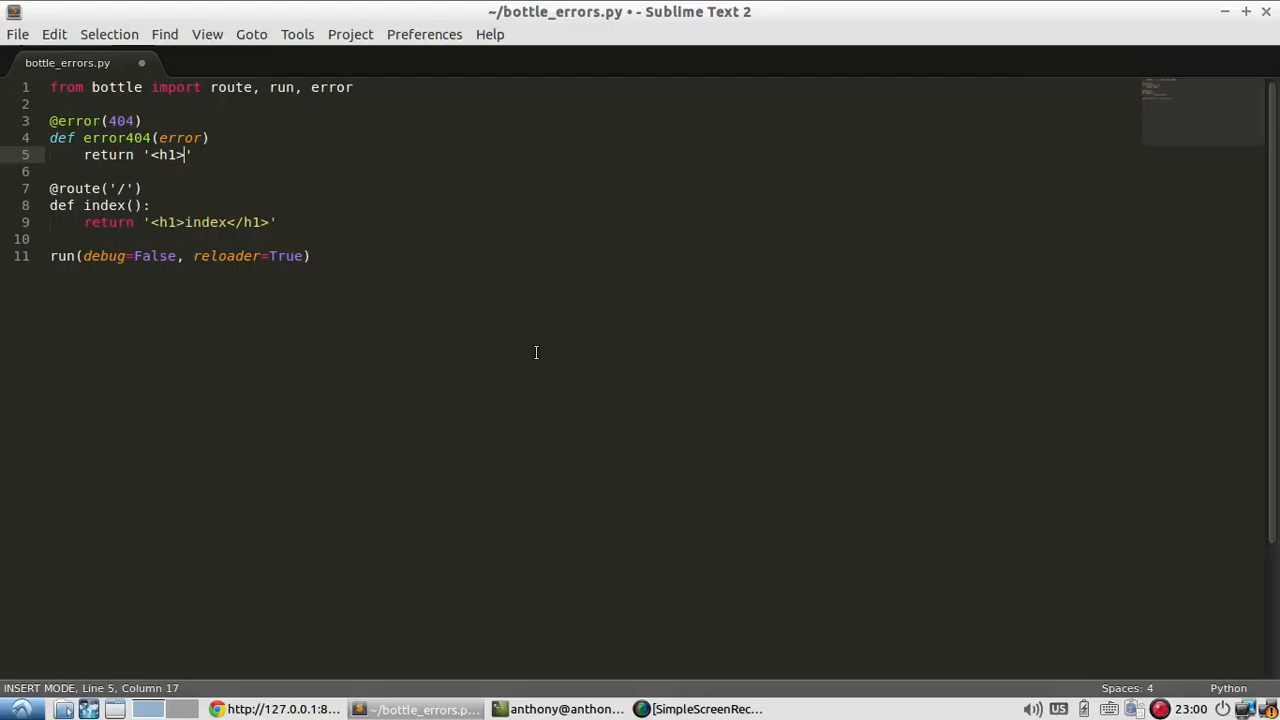 ~/bottle_errors.py • - Sublime Text 2
File Edit Selection Find View Goto Tools Project Preferences Help
bottle_errors.py
1 from bottle import route, run, error
2
3 @error(404)
4 def error404(error)
5     return '<h1>'
6
7 @route('/')
8 def index():
9     return '<h1>index</h1>'
10
11 run(debug=False, reloader=True)
INSERT MODE, Line 5, Column 17 Spaces: 4 Python
http://127.0.0.1:8... ~/bottle_errors.p... anthony@anthon... [SimpleScreenRec... US 23:00